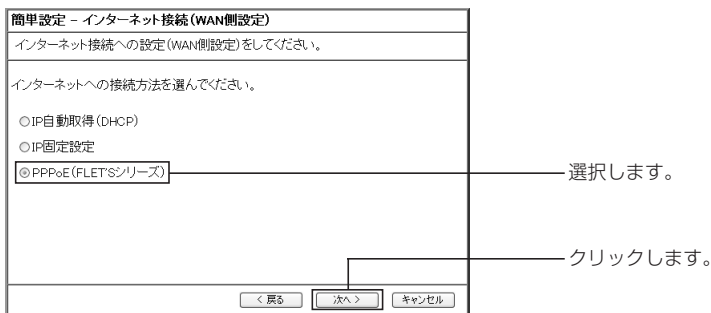 簡単設定 － インターネット接続（WAN側設定）
インターネット接続への設定（WAN側設定）をしてください。
インターネットへの接続方法を選んでください。
IP自動取得（DHCP）
IP固定設定
PPPoE（FLET'Sシリーズ）
選択します。
クリックします。
< 戻る 次へ > キャンセル